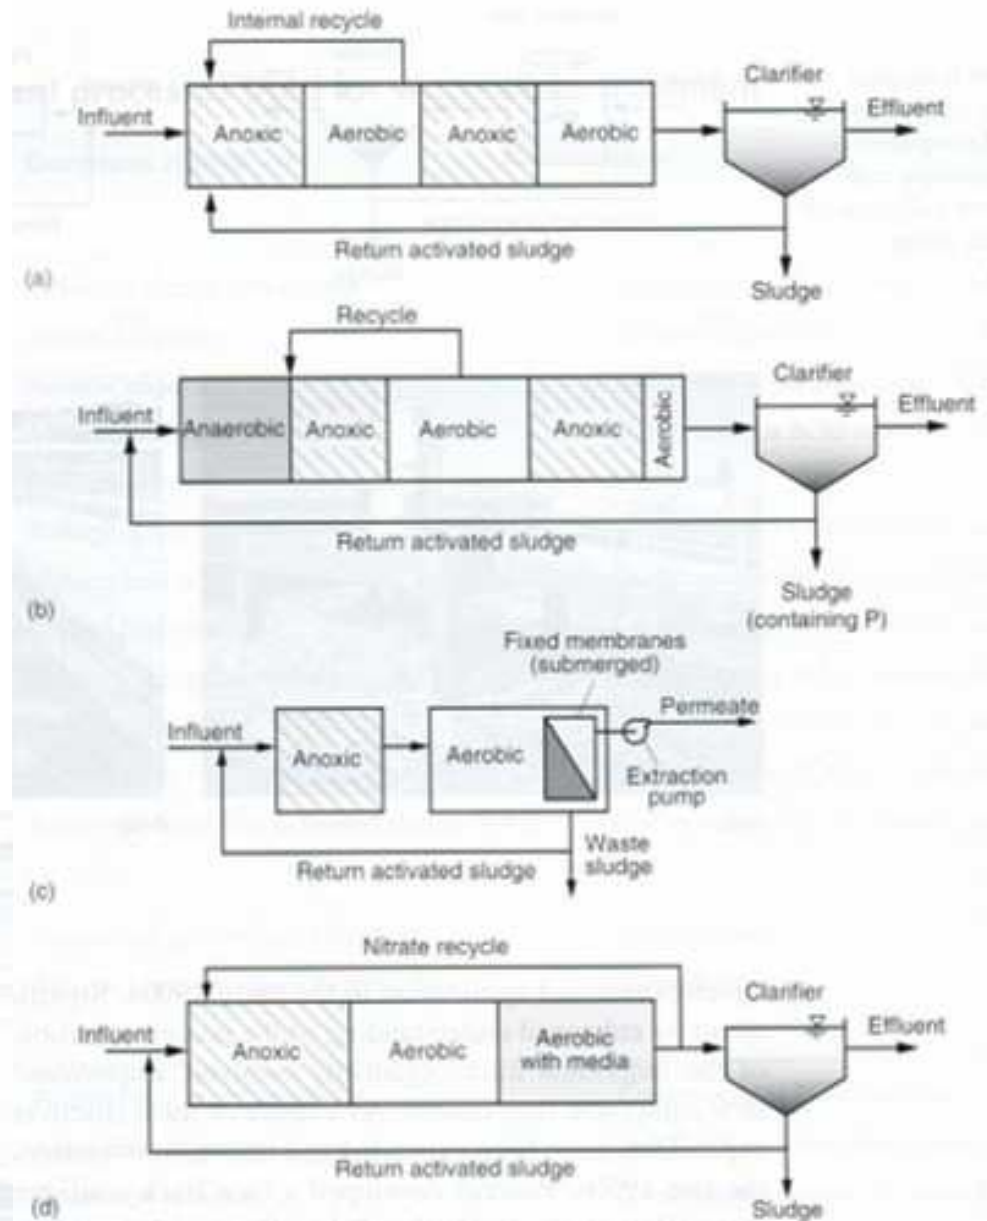 Internal recycle
Clarifier
Influent
Anoxic
Aerobic
Anoxic
Aerobic
Effluent
Return activated sludge
Sludge
(a)
Recycle
Clarifier
Influent
Anaerobic
Anoxic
Aerobic
Anoxic
Aerobic
Effluent
Return activated sludge
Sludge
(containing P)
(b)
Fixed membranes
(submerged)
Permeate
Influent
Anoxic
Aerobic
Extraction
pump
Waste
sludge
Return activated sludge
(c)
Nitrate recycle
Clarifier
Influent
Anoxic
Aerobic
Aerobic
with media
Effluent
Return activated sludge
Sludge
(d)